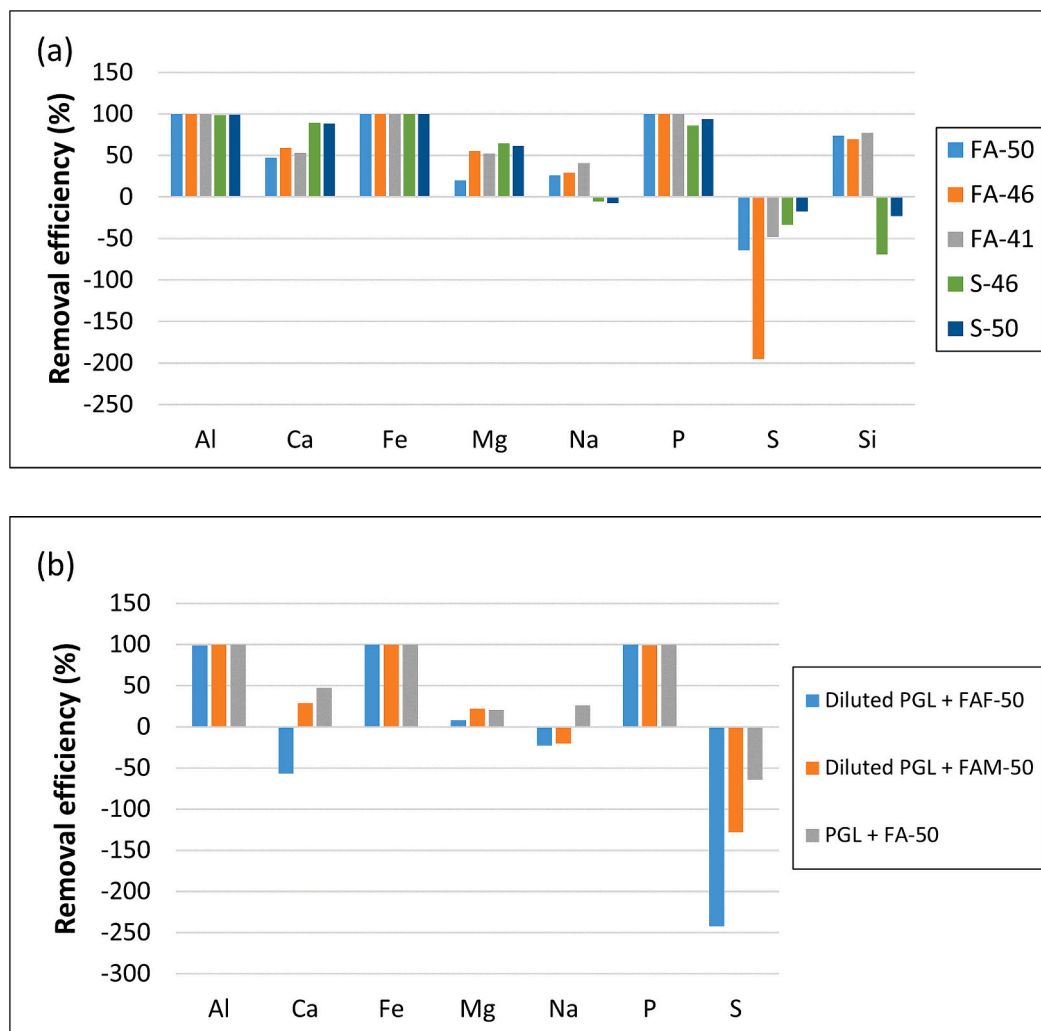 (a)
Removal efficiency (%)
150
100
50
0
-50
-100
-150
-200
-250
Al Ca Fe Mg Na P S Si
FA-50
FA-46
FA-41
S-46
S-50
(b)
Removal efficiency (%)
150
100
50
0
-50
-100
-150
-200
-250
-300
Al Ca Fe Mg Na P S
Diluted PGL + FAF-50
Diluted PGL + FAM-50
PGL + FA-50